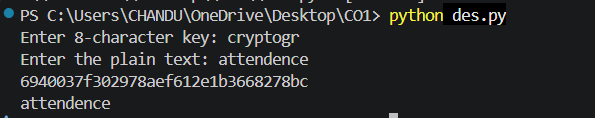 PS C:\Users\CHANDU\OneDrive\Desktop\CO1> python des.py
Enter 8-character key: cryptogr
Enter the plain text: attendence
6940037f302978aef612e1b3668278bc
attendence